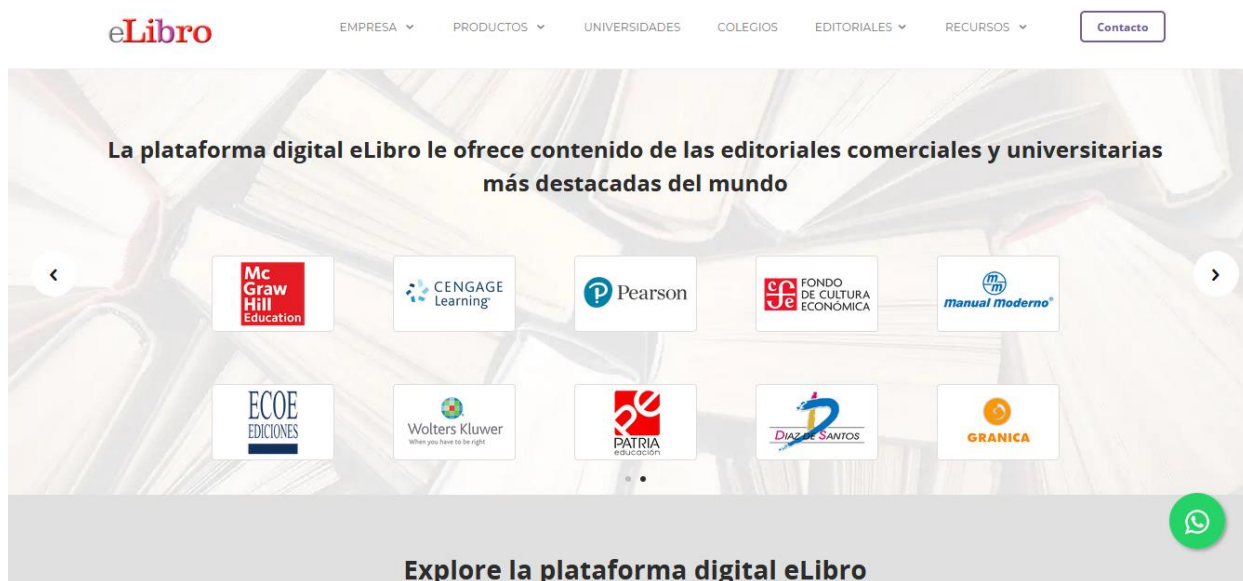 eLibro
EMPRESA
PRODUCTOS
UNIVERSIDADES
COLEGIOS
EDITORIALES
RECURSOS
Contacto
La plataforma digital eLibro le ofrece contenido de las editoriales comerciales y universitarias
más destacadas del mundo
Mc
Graw
Hill
Education
CENGAGE
Learning
P Pearson
cfe
FONDO
DE CULTURA
ECONÓMICA
m
m
manual moderno®
ECOE
EDICIONES
Wolters Kluwer
When you have to be right
pe
PATRIA
educación
DIAZ DE SANTOS
GRANICA
Explore la plataforma digital eLibro